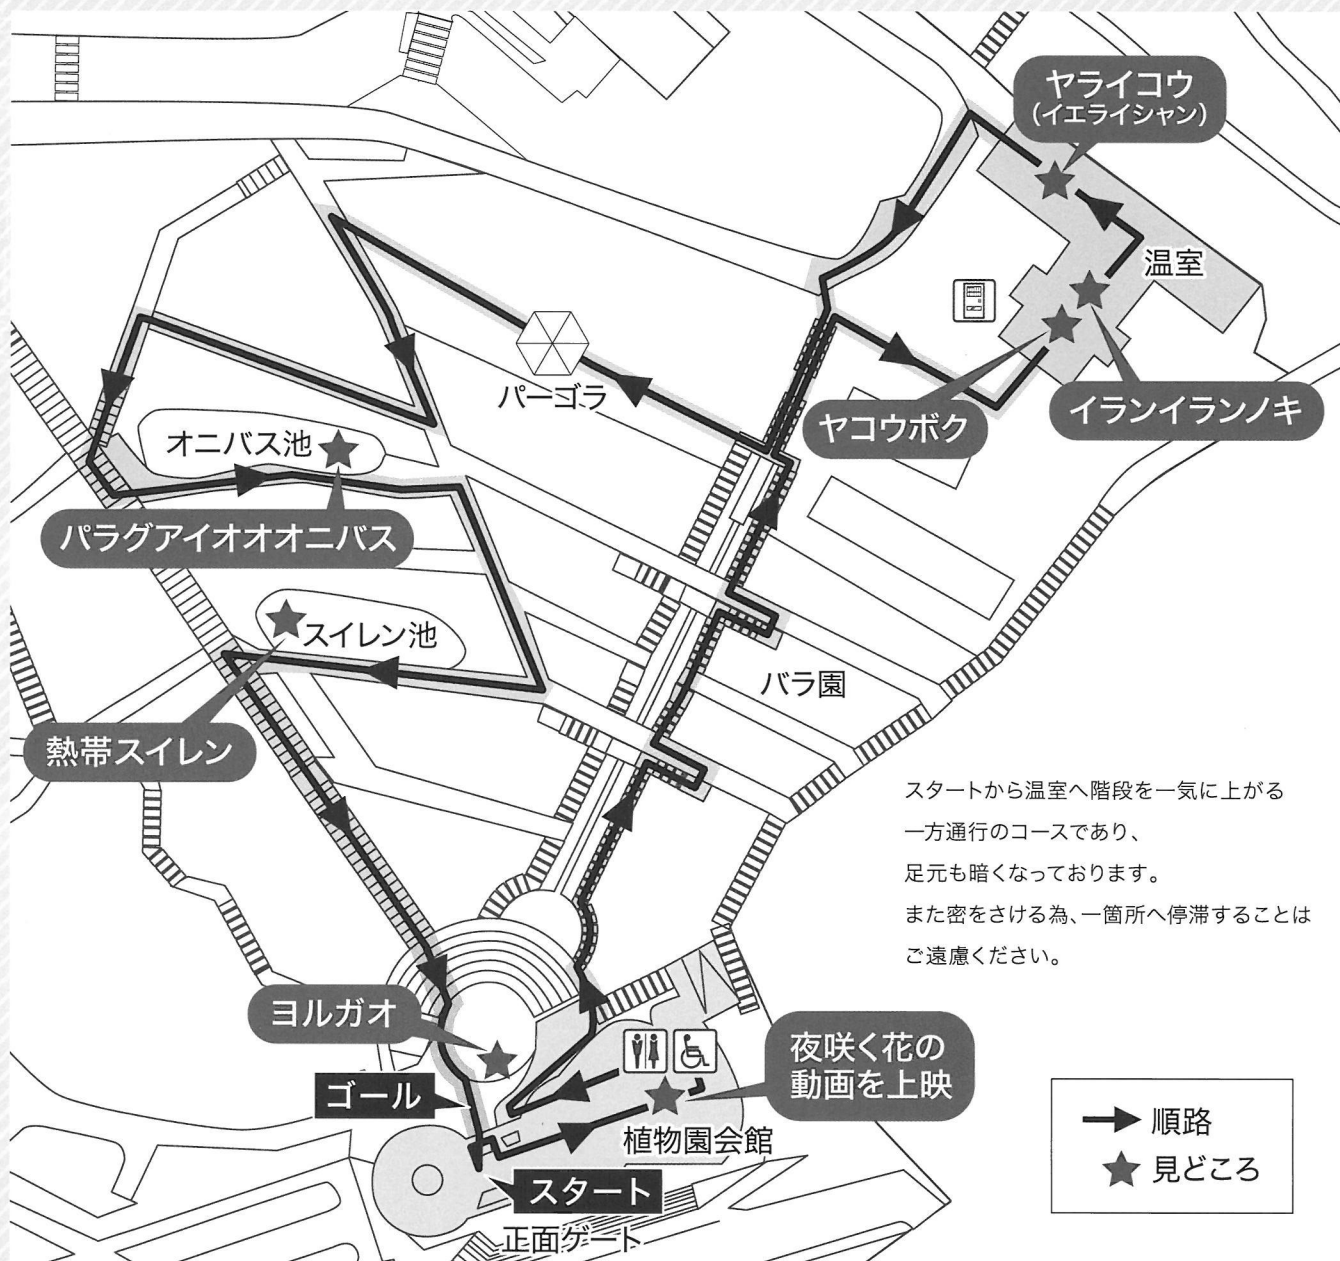 ヤライコウ
(イエライシャン)
温室
パーゴラ
ヤコウボク
イランイランノキ
オニバス池
パラグアイオオオニバス
スイレン池
バラ園
熱帯スイレン
スタートから温室へ階段を一気に上がる
一方通行のコースであり、
足元も暗くなっております。
また密をさける為、一箇所へ停滞することは
ご遠慮ください。
ヨルガオ
夜咲く花の
動画を上映
ゴール
植物園会館
スタート
正面ゲート
順路
見どころ